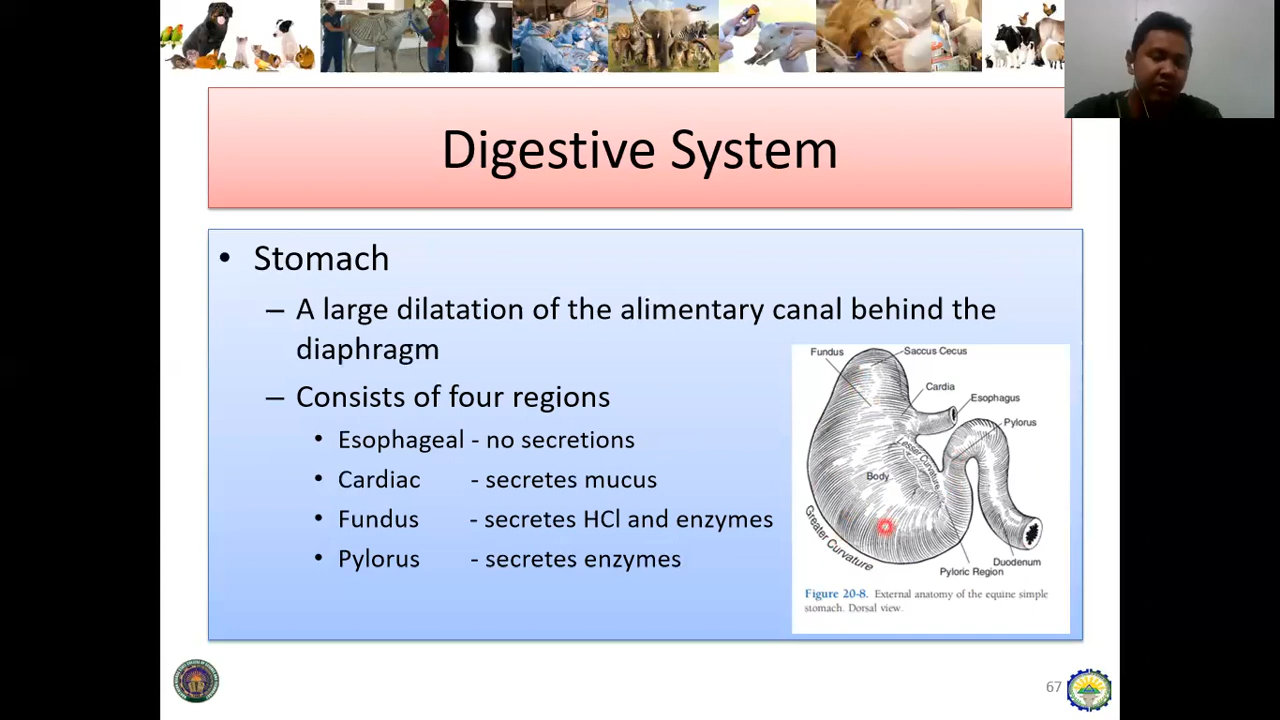 Digestive System
• Stomach
– A large dilatation of the alimentary canal behind the
diaphragm
– Consists of four regions
• Esophageal - no secretions
• Cardiac - secretes mucus
• Fundus - secretes HCl and enzymes
• Pylorus - secretes enzymes
Fundus
Saccus Cecus
Cardia
Esophagus
Pylorus
Lesser Curvature
Body
Greater Curvature
Duodenum
Pyloric Region
Figure 20-8. External anatomy of the equine simple
stomach. Dorsal view.
67